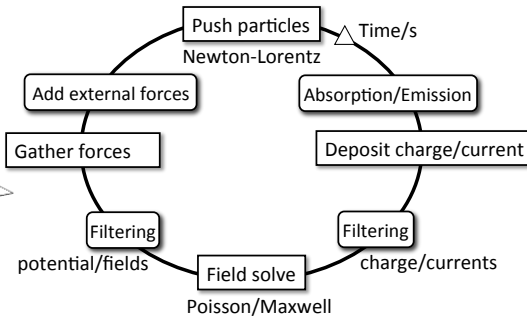 Push particles
Time/s
Newton-Lorentz
Add external forces
Absorption/Emission
Gather forces
Deposit charge/current
Filtering
Filtering
potential/fields
charge/currents
Field solve
Poisson/Maxwell